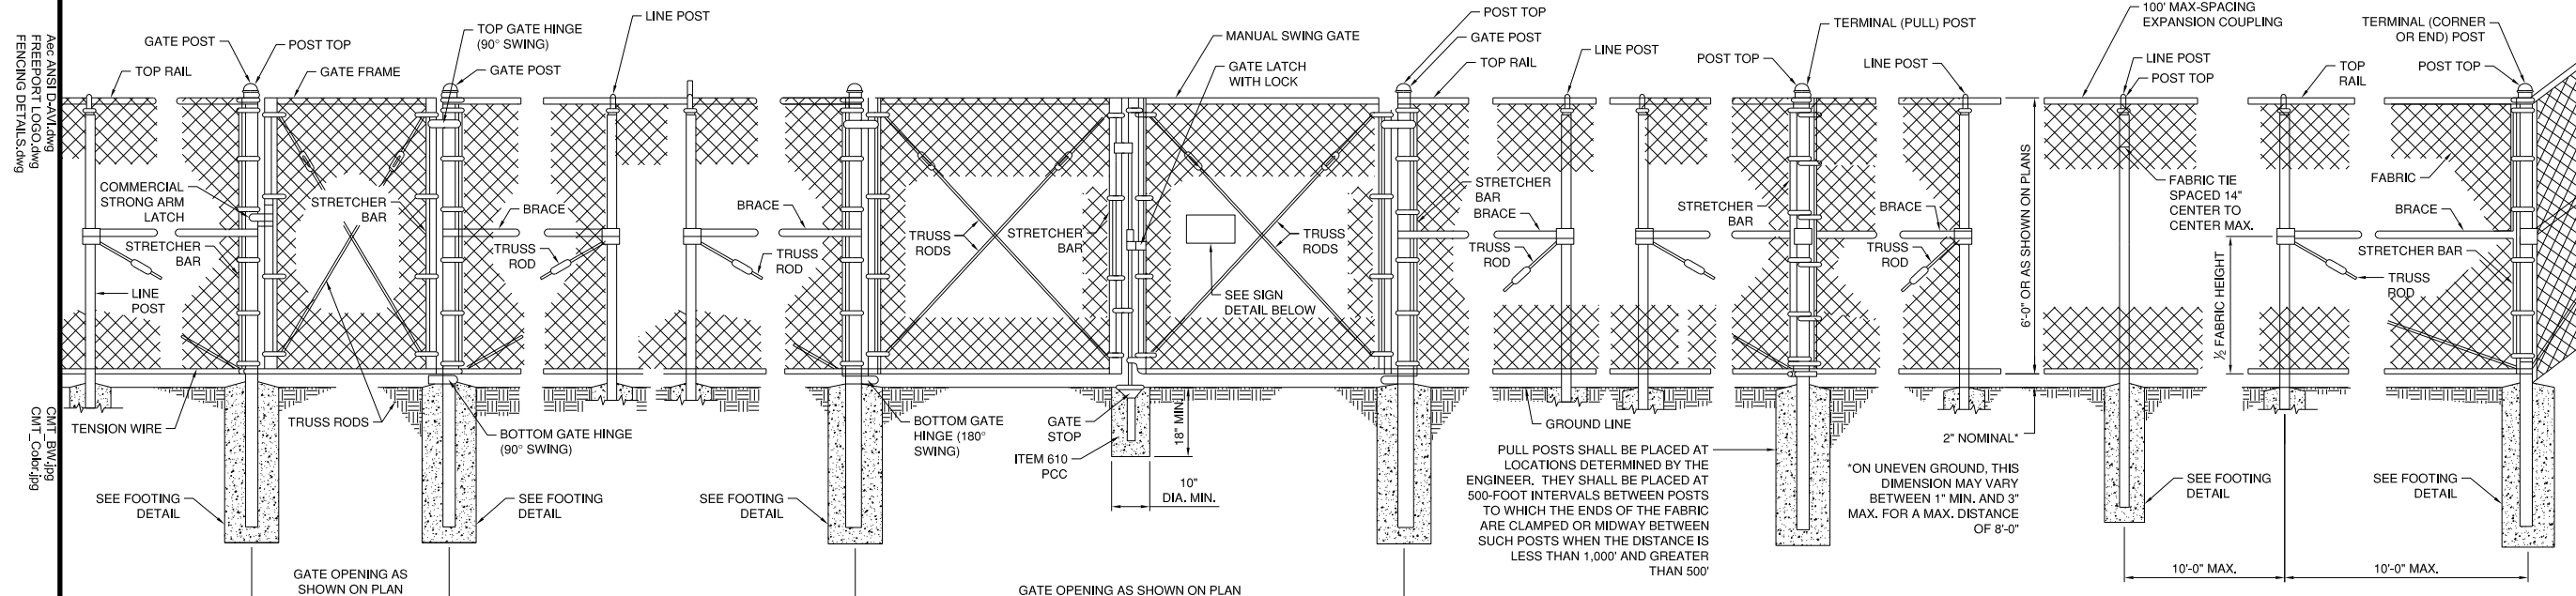 Aec ANSI D-AVI.dwg
FREEPORT LOGO.dwg
FENCING DETAILS.dwg
CMT_BW.jpg
CMT_Color.jpg
GATE POST
POST TOP
TOP RAIL
GATE FRAME
TOP GATE HINGE
(90° SWING)
GATE POST
LINE POST
COMMERCIAL
STRONG ARM
LATCH
STRETCHER
BAR
STRETCHER
BAR
BRACE
TRUSS
ROD
LINE
POST
TENSION WIRE
TRUSS RODS
BOTTOM GATE HINGE
(90° SWING)
SEE FOOTING
DETAIL
SEE FOOTING
DETAIL
GATE OPENING AS
SHOWN ON PLAN
BRACE
TRUSS
ROD
TRUSS
RODS
STRETCHER
BAR
MANUAL SWING GATE
GATE LATCH
WITH LOCK
POST TOP
GATE POST
TOP RAIL
TRUSS
RODS
SEE SIGN
DETAIL BELOW
BOTTOM GATE
HINGE (180°
SWING)
GATE
STOP
ITEM 610
PCC
18" MIN.
10"
DIA. MIN.
SEE FOOTING
DETAIL
GATE OPENING AS SHOWN ON PLAN
LINE POST
STRETCHER
BAR
BRACE
TRUSS
ROD
GROUND LINE
POST TOP
TERMINAL (PULL) POST
LINE POST
STRETCHER
BAR
BRACE
TRUSS
ROD
PULL POSTS SHALL BE PLACED AT
LOCATIONS DETERMINED BY THE
ENGINEER. THEY SHALL BE PLACED AT
500-FOOT INTERVALS BETWEEN POSTS
TO WHICH THE ENDS OF THE FABRIC
ARE CLAMPED OR MIDWAY BETWEEN
SUCH POSTS WHEN THE DISTANCE IS
LESS THAN 1,000' AND GREATER
THAN 500'
6'-0" OR AS SHOWN ON PLANS
2" NOMINAL*
*ON UNEVEN GROUND, THIS
DIMENSION MAY VARY
BETWEEN 1" MIN. AND 3"
MAX. FOR A MAX. DISTANCE
OF 8'-0"
100' MAX-SPACING
EXPANSION COUPLING
LINE POST
POST TOP
FABRIC TIE
SPACED 14"
CENTER TO
CENTER MAX.
½ FABRIC HEIGHT
SEE FOOTING
DETAIL
TOP
RAIL
TERMINAL (CORNER
OR END) POST
POST TOP
FABRIC
BRACE
STRETCHER BAR
TRUSS
ROD
SEE FOOTING
DETAIL
10'-0" MAX.
10'-0" MAX.